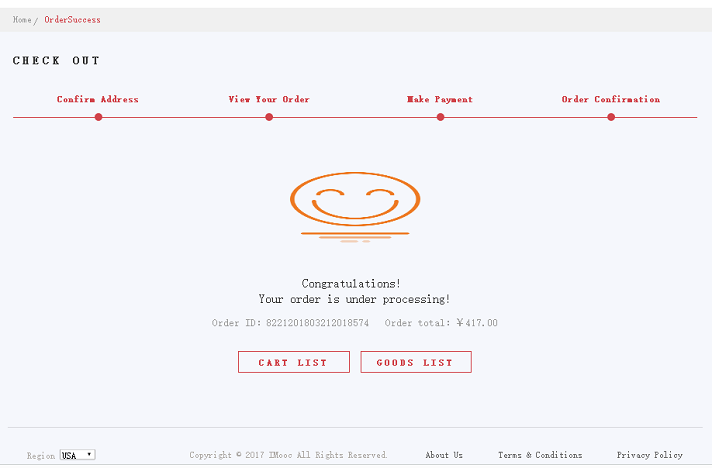 Home / OrderSuccess
CHECK OUT
Confirm Address View Your Order Make Payment Order Confirmation
Congratulations!
Your order is under processing!
Order ID: 8221201803212018574 Order total: ￥417.00
CART LIST GOODS LIST
Region USA Copyright © 2017 IMooc All Rights Reserved. About Us Terms & Conditions Privacy Policy